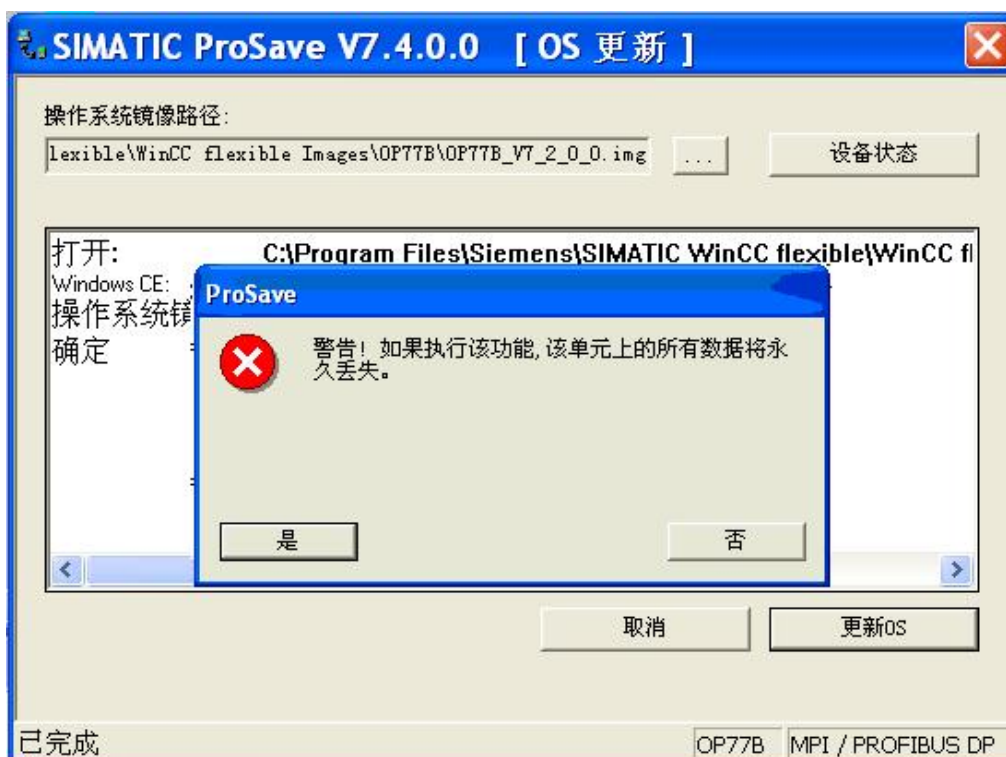 SIMATIC ProSave V7.4.0.0 [ OS 更新 ]
操作系统镜像路径:
lexible\WinCC flexible Images\OP77B\OP77B_V7_2_0_0.img
...
设备状态
打开: C:\Program Files\Siemens\SIMATIC WinCC flexible\WinCC fl
Windows CE:
操作系统镜
确定
ProSave
警告! 如果执行该功能,该单元上的所有数据将永
久丢失。
是
否
取消
更新OS
已完成
OP77B
MPI / PROFIBUS DP